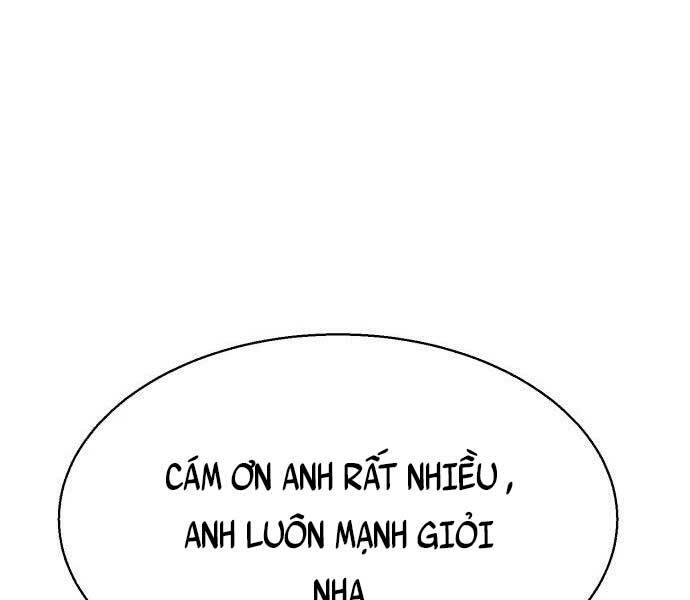 CÁM ƠN ANH RẤT NHIỀU ,
ANH LUÔN MẠNH GIỎI
NHA